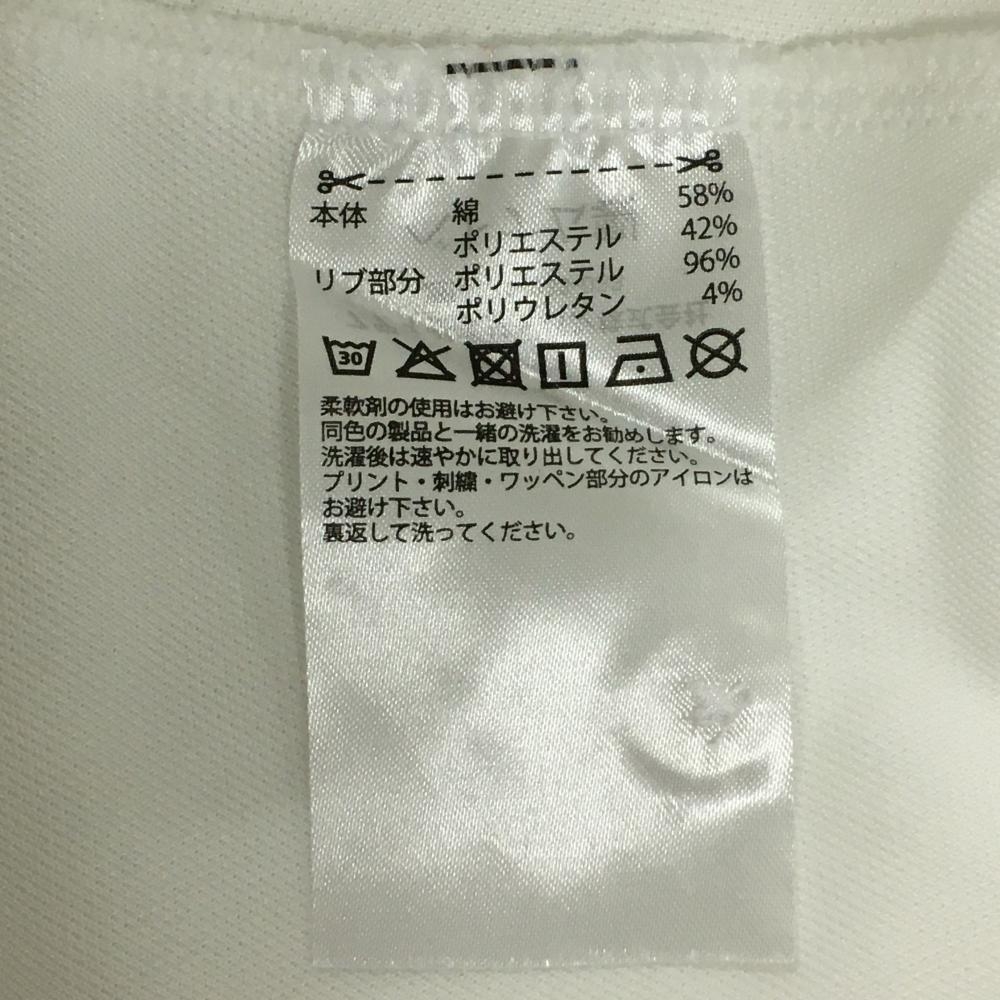 本体 綿 58%
ポリエステル 42%
リブ部分 ポリエステル 96%
ポリウレタン 4%
30
柔軟剤の使用はお避け下さい。
同色の製品と一緒の洗濯をお勧めします。
洗濯後は速やかに取り出してください。
プリント・刺繍・ワッペン部分のアイロンは
お避け下さい。
裏返して洗ってください。